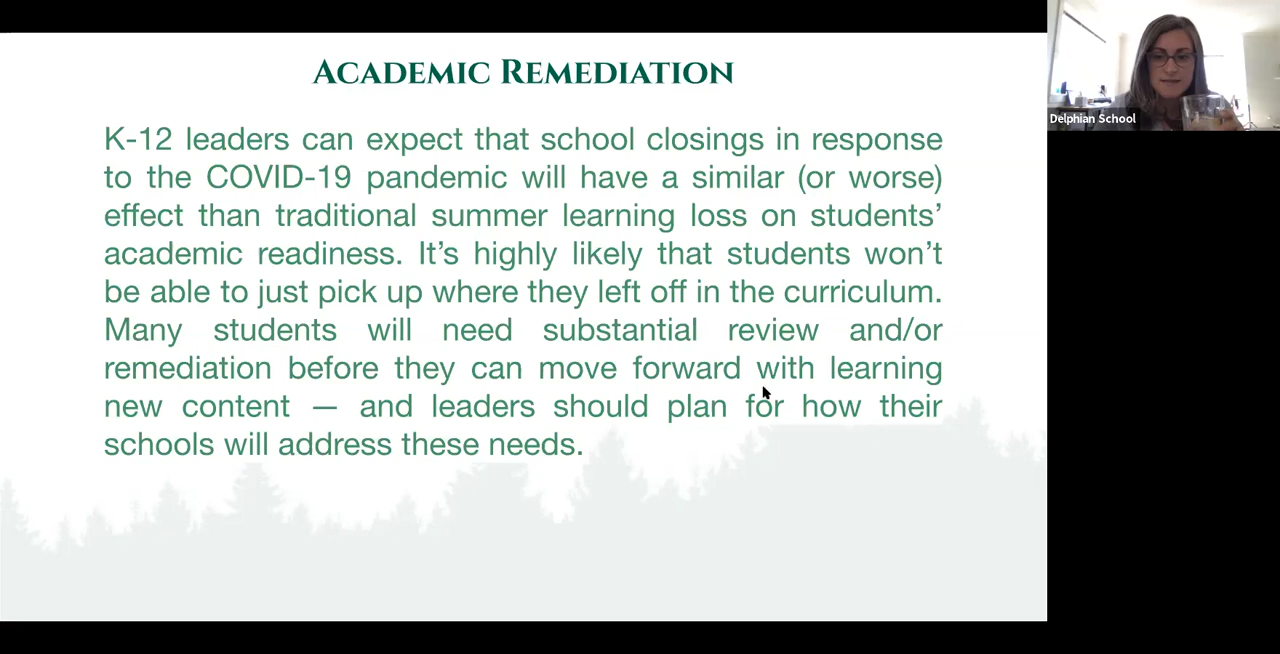 Academic Remediation
K-12 leaders can expect that school closings in response
to the COVID-19 pandemic will have a similar (or worse)
effect than traditional summer learning loss on students’
academic readiness. It’s highly likely that students won’t
be able to just pick up where they left off in the curriculum.
Many students will need substantial review and/or
remediation before they can move forward with learning
new content — and leaders should plan for how their
schools will address these needs.
Delphian School